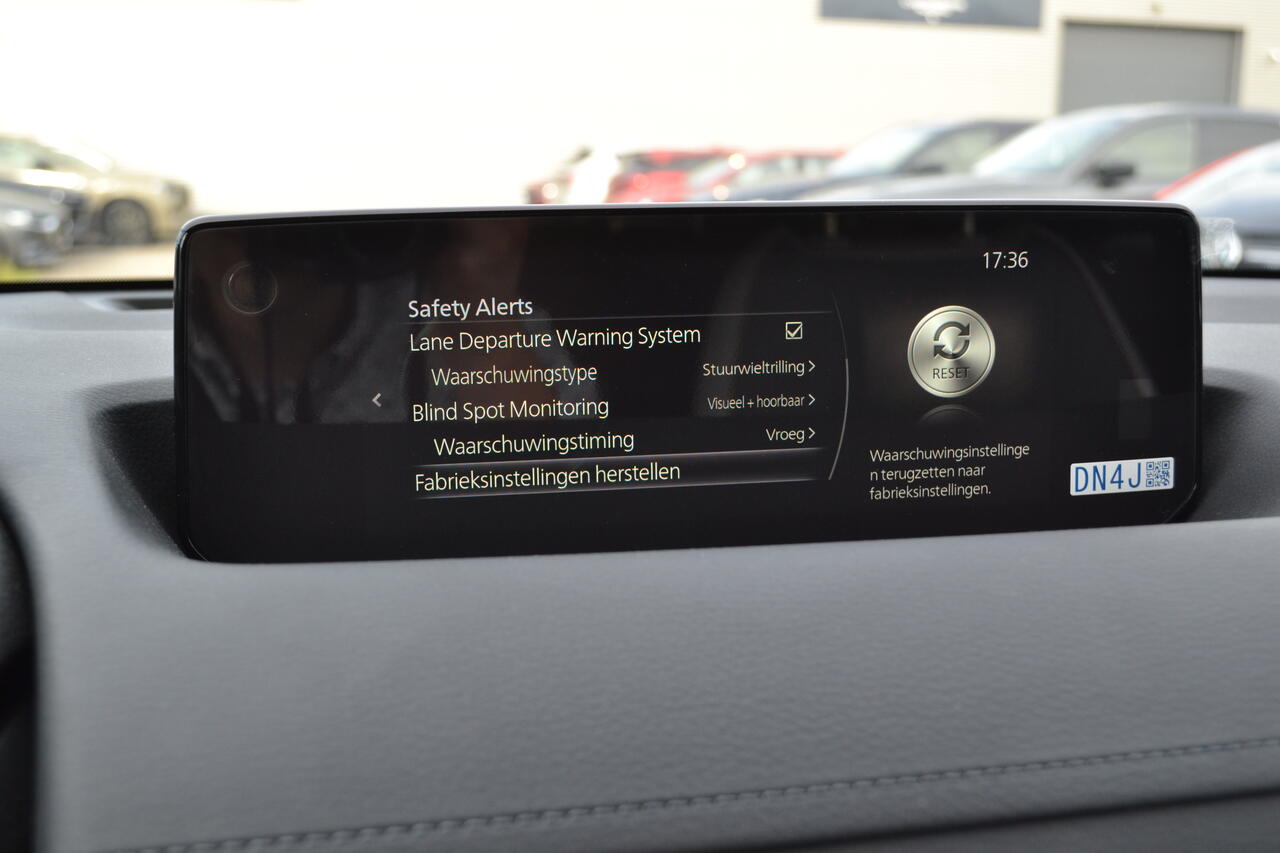 17:36
Safety Alerts
Lane Departure Warning System
Waarschuwingstype Stuurwieltrilling >
Blind Spot Monitoring Visueel + hoorbaar >
Waarschuwingstiming Vroeg >
Fabrieksinstellingen herstellen
RESET
Waarschuwingsinstellinge
n terugzetten naar
fabrieksinstellingen.
DN4J